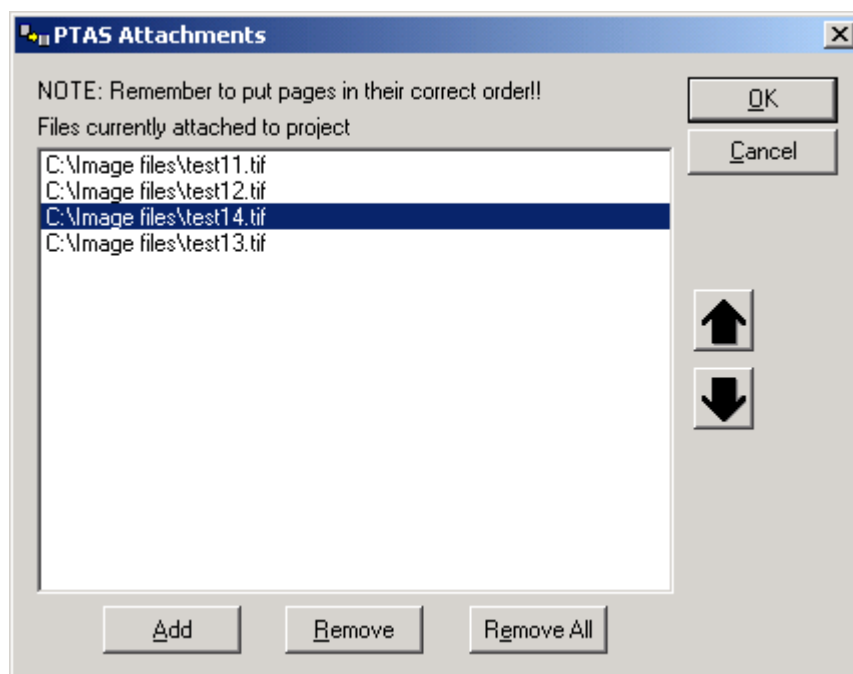 PTAS Attachments
NOTE: Remember to put pages in their correct order!!
OK
Files currently attached to project
Cancel
C:\Image files\test11.tif
C:\Image files\test12.tif
C:\Image files\test14.tif
C:\Image files\test13.tif
Add
Remove
Remove All